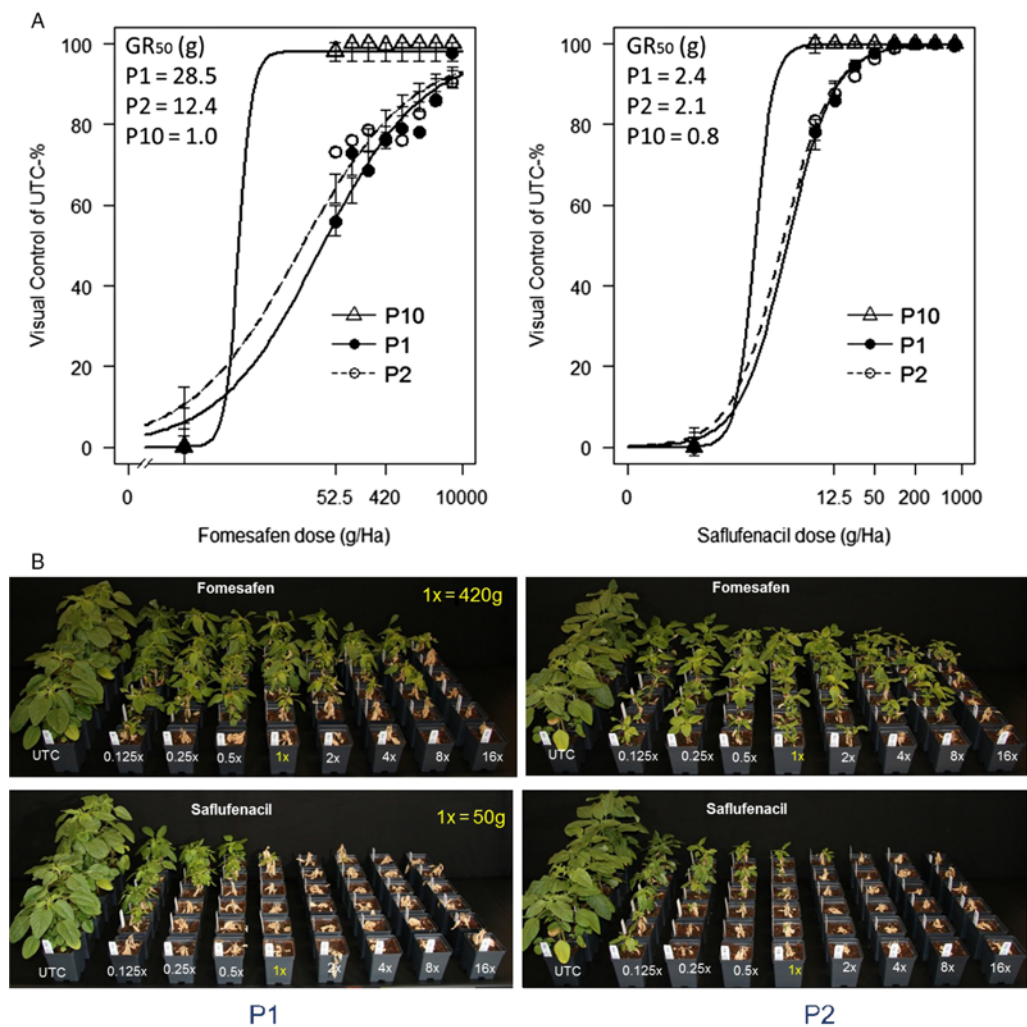 A
GR50 (g)
P1 = 28.5
P2 = 12.4
P10 = 1.0
100
80
60
40
20
0
Visual Control of UTC-%
P10
P1
P2
0 52.5 420 10000
Fomesafen dose (g/Ha)
GR50 (g)
P1 = 2.4
P2 = 2.1
P10 = 0.8
100
80
60
40
20
0
Visual Control of UTC-%
P10
P1
P2
0 12.5 50 200 1000
Saflufenacil dose (g/Ha)
B
Fomesafen
1x = 420g
UTC 0.125x 0.25x 0.5x 1x 2x 4x 8x 16x
Fomesafen
UTC 0.125x 0.25x 0.5x 1x 2x 4x 8x 16x
Saflufenacil
1x = 50g
UTC 0.125x 0.25x 0.5x 1x 2x 4x 8x 16x
Saflufenacil
UTC 0.125x 0.25x 0.5x 1x 2x 4x 8x 16x
P1
P2